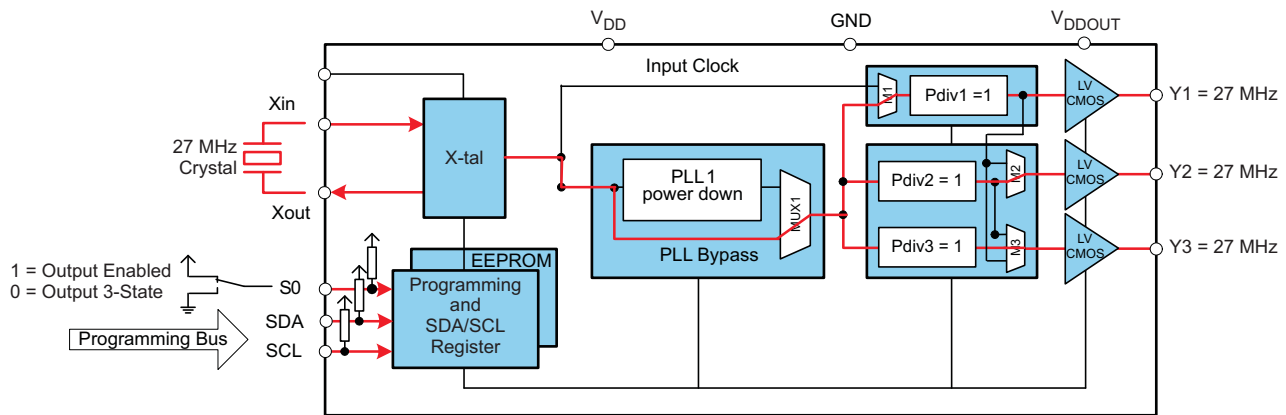 VDD
GND
VDDOUT
Input Clock
Xin
27 MHz
Crystal
Xout
X-tal
PLL 1
power down
MUX1
PLL Bypass
M1
Pdiv1 =1
LV
CMOS
Y1 = 27 MHz
Pdiv2 = 1
M2
LV
CMOS
Y2 = 27 MHz
Pdiv3 = 1
M3
LV
CMOS
Y3 = 27 MHz
1 = Output Enabled
0 = Output 3-State
S0
SDA
SCL
Programming Bus
EEPROM
Programming
and
SDA/SCL
Register